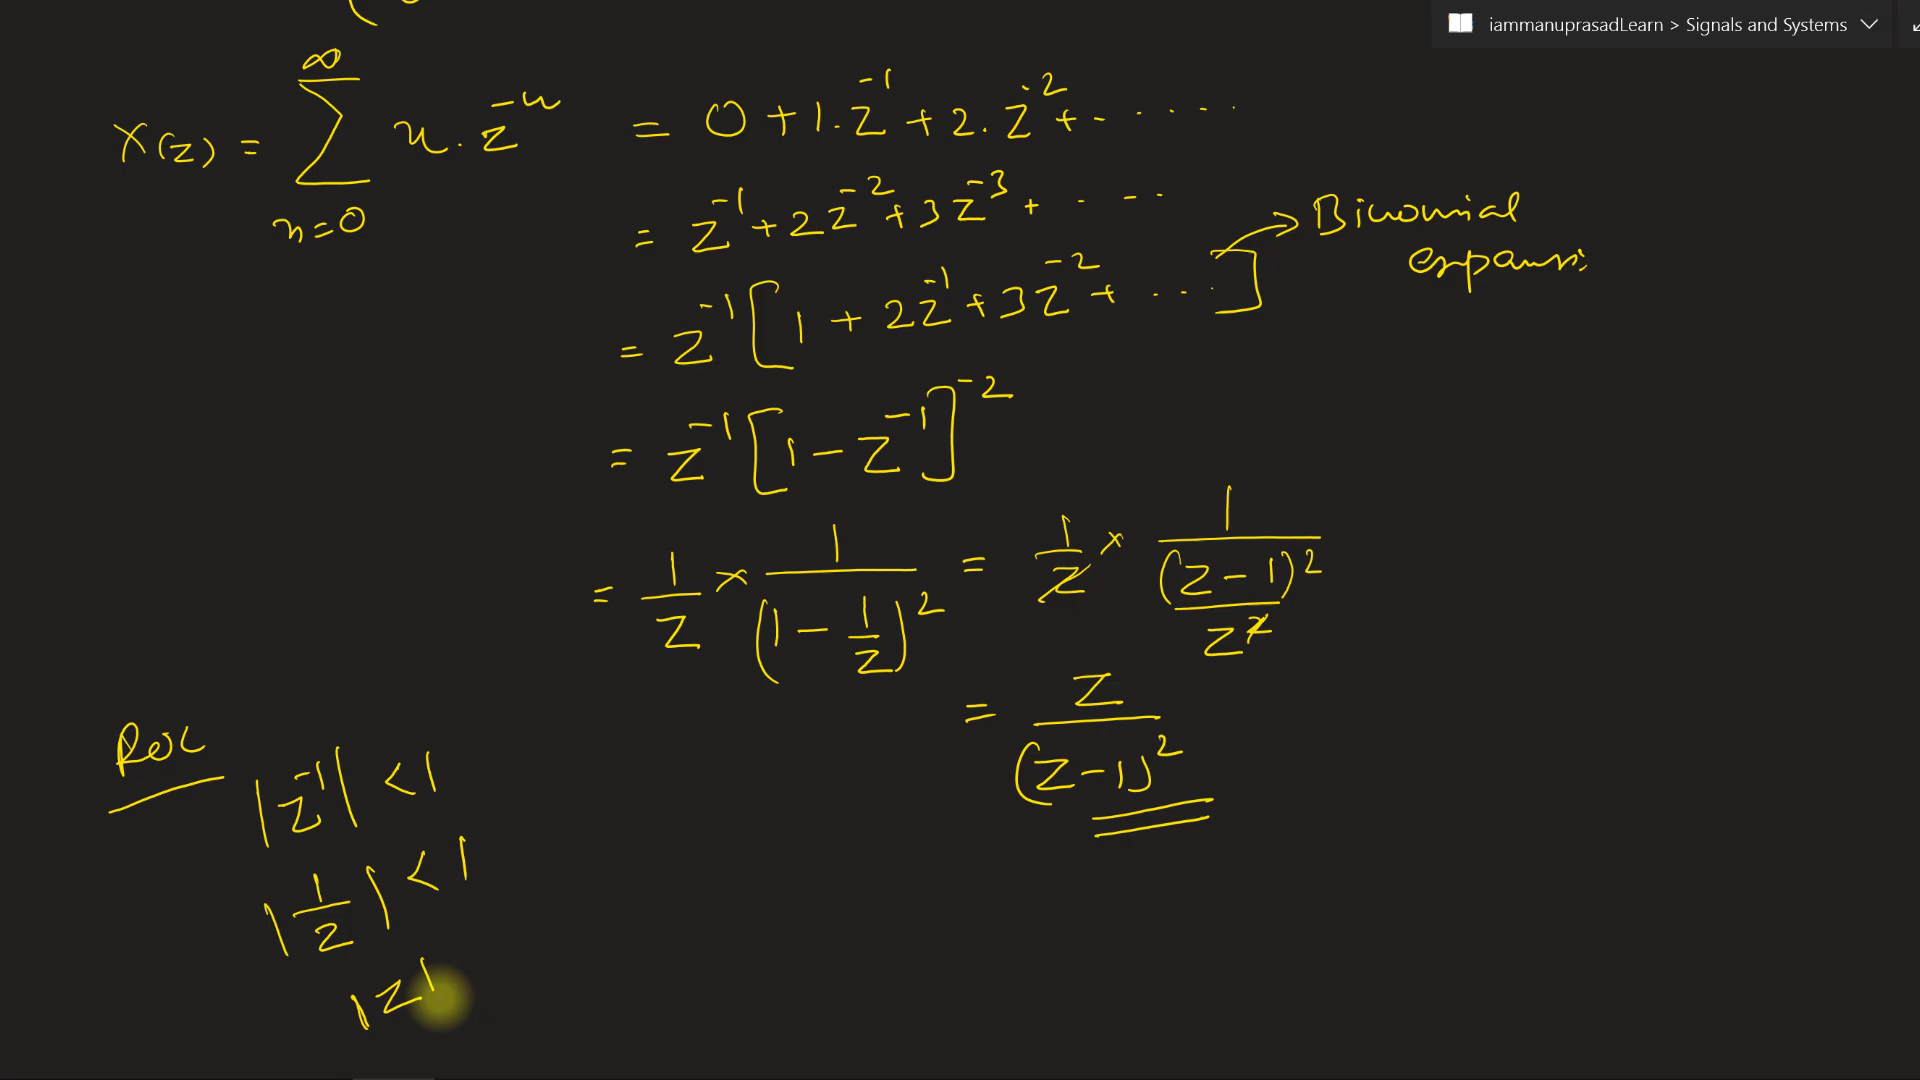 iammanuprasadLearn > Signals and Systems
X(z) = ∑_{n=0}^{∞} n . z^{-n} = 0 + 1.z^{-1} + 2.z^{-2} + - . . . .
= z^{-1} + 2z^{-2} + 3z^{-3} + . - -
= z^{-1} [1 + 2z^{-1} + 3z^{-2} + ...] → Binomial
= z^{-1} [1 - z^{-1}]^{-2}
= 1/z × 1/(1 - 1/z)^2 = 1/z × 1/((z-1)^2/z^2)
= z/(z-1)^2
ROC
|z^{-1}| < 1
|1/z| < 1
|z|